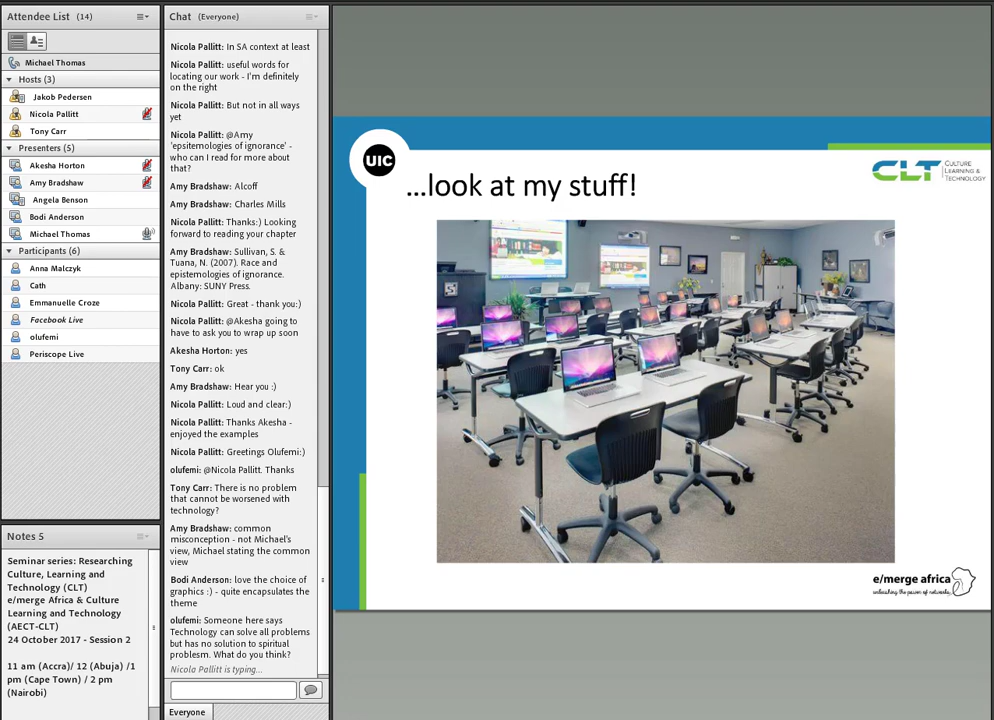 Attendee List (14)
Michael Thomas
Hosts (3)
Jakob Pedersen
Nicola Pallitt
Tony Carr
Presenters (5)
Akesha Horton
Amy Bradshaw
Angela Benson
Bodi Anderson
Michael Thomas
Participants (6)
Anna Malczyk
Cath
Emmanuelle Croze
Facebook Live
olufemi
Periscope Live
Notes 5
Seminar series: Researching
Culture, Learning and
Technology (CLT)
e/merge Africa & Culture
Learning and Technology
(AECT-CLT)
24 October 2017 - Session 2
11 am (Accra)/ 12 (Abuja) /1
pm (Cape Town) / 2 pm
(Nairobi)
Chat (Everyone)
Nicola Pallitt: In SA context at least
Nicola Pallitt: useful words for
locating our work - I'm definitely
on the right
Nicola Pallitt: But not in all ways
yet
Nicola Pallitt: @Amy
'epistemologies of ignorance' -
who can I read for more about
that?
Amy Bradshaw: Alcoff
Amy Bradshaw: Charles Mills
Nicola Pallitt: Thanks:) Looking
forward to reading your chapter
Amy Bradshaw: Sullivan, S. &
Tuana, N. (2007). Race and
epistemologies of ignorance.
Albany: SUNY Press.
Nicola Pallitt: Great - thank you:)
Nicola Pallitt: @Akesha going to
have to ask you to wrap up soon
Akesha Horton: yes
Tony Carr: ok
Amy Bradshaw: Hear you :)
Nicola Pallitt: Loud and clear:)
Nicola Pallitt: Thanks Akesha -
enjoyed the examples
Nicola Pallitt: Greetings Olufemi:)
olufemi: @Nicola Pallitt. Thanks
Tony Carr: There is no problem
that cannot be worsened with
technology?
Amy Bradshaw: common
misconception - not Michael's
view, Michael stating the common
view
Bodi Anderson: love the choice of
graphics :) - quite encapsulates the
theme
olufemi: Someone here says
Technology can solve all problems
but has no solution to spiritual
problesm. What do you think?
Nicola Pallitt is typing...
Everyone
UIC
...look at my stuff!
CLT
CULTURE
LEARNING &
TECHNOLOGY
e/merge africa
unleashing the power of networks